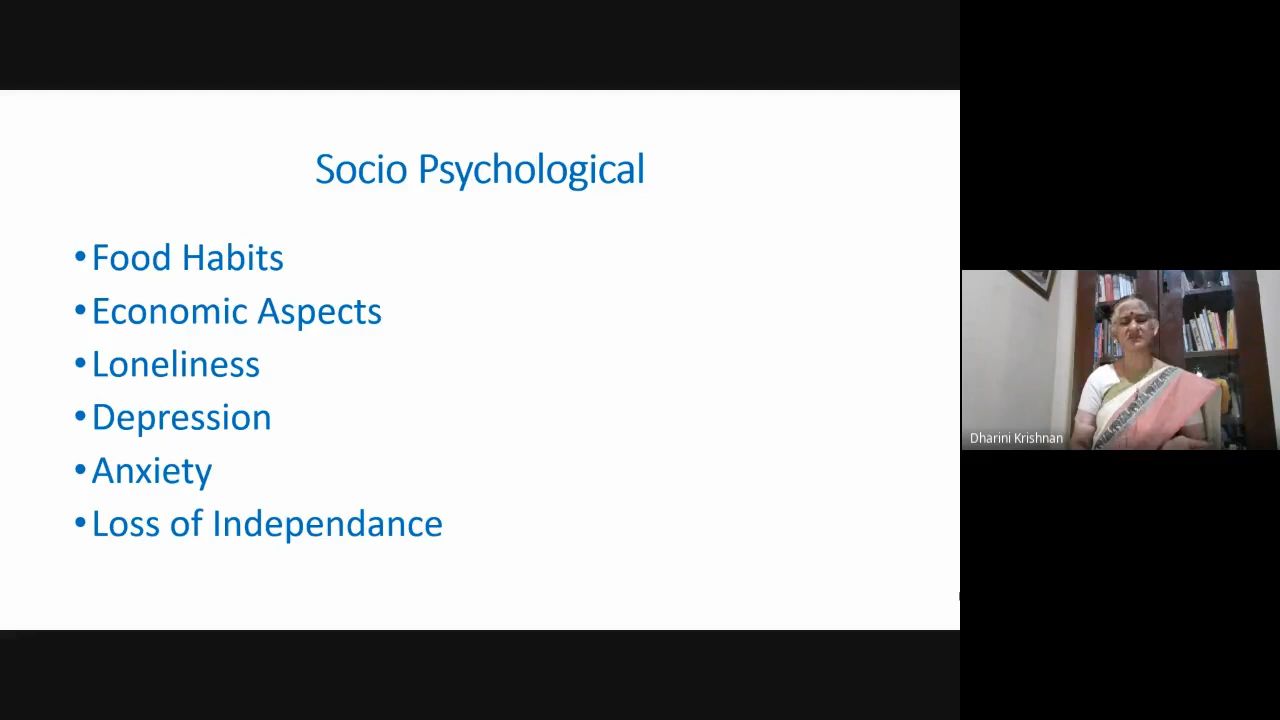 Socio Psychological
•Food Habits
•Economic Aspects
•Loneliness
•Depression
•Anxiety
•Loss of Independance
Dharini Krishnan